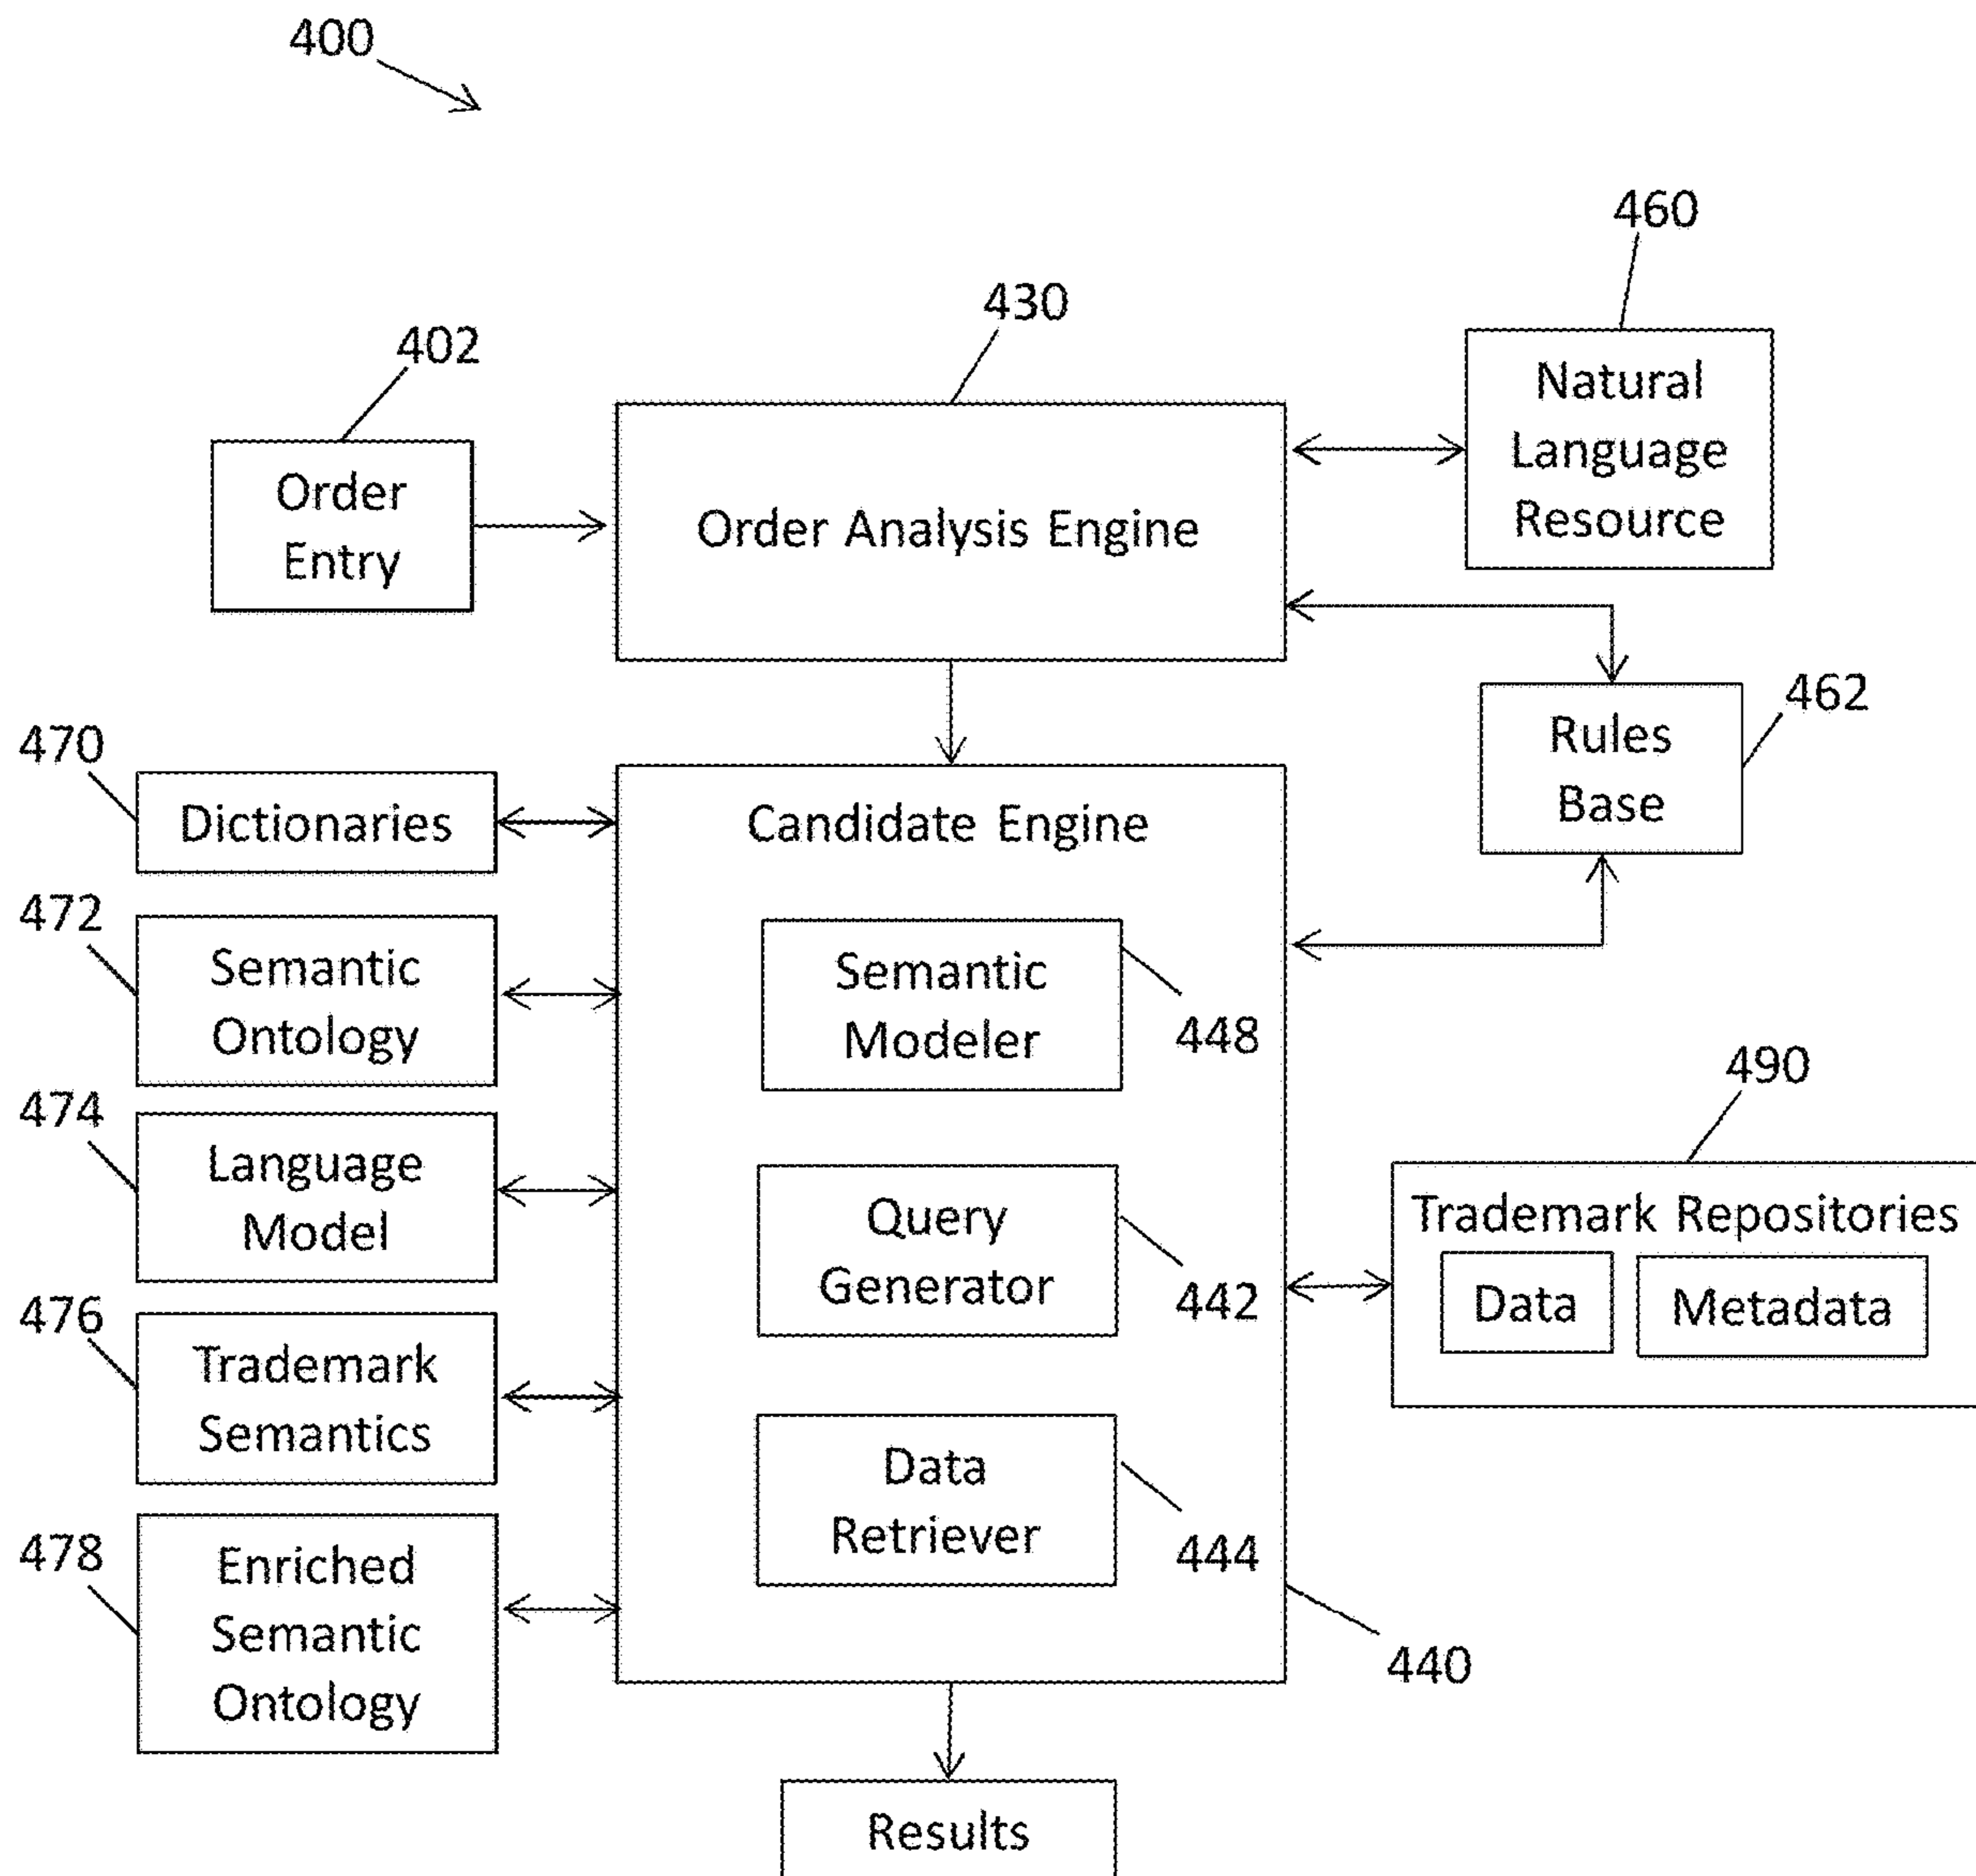 400
460
430
402
Natural
Language
Resource
Order
Entry
Order Analysis Engine
462
Rules
Base
470
Dictionaries
Candidate Engine
472
Semantic
Ontology
Semantic
Modeler
448
490
474
Language
Model
Query
Generator
442
Trademark Repositories
Data
Metadata
476
Trademark
Semantics
Data
Retriever
444
478
Enriched
Semantic
Ontology
440
Results